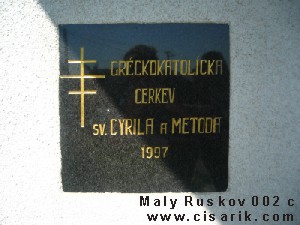 GRÉCKOKATOLÍCKA
CERKEV
sv. CYRILA a METODA
1997
Maly Ruskov 002 c
www.cisarik.com